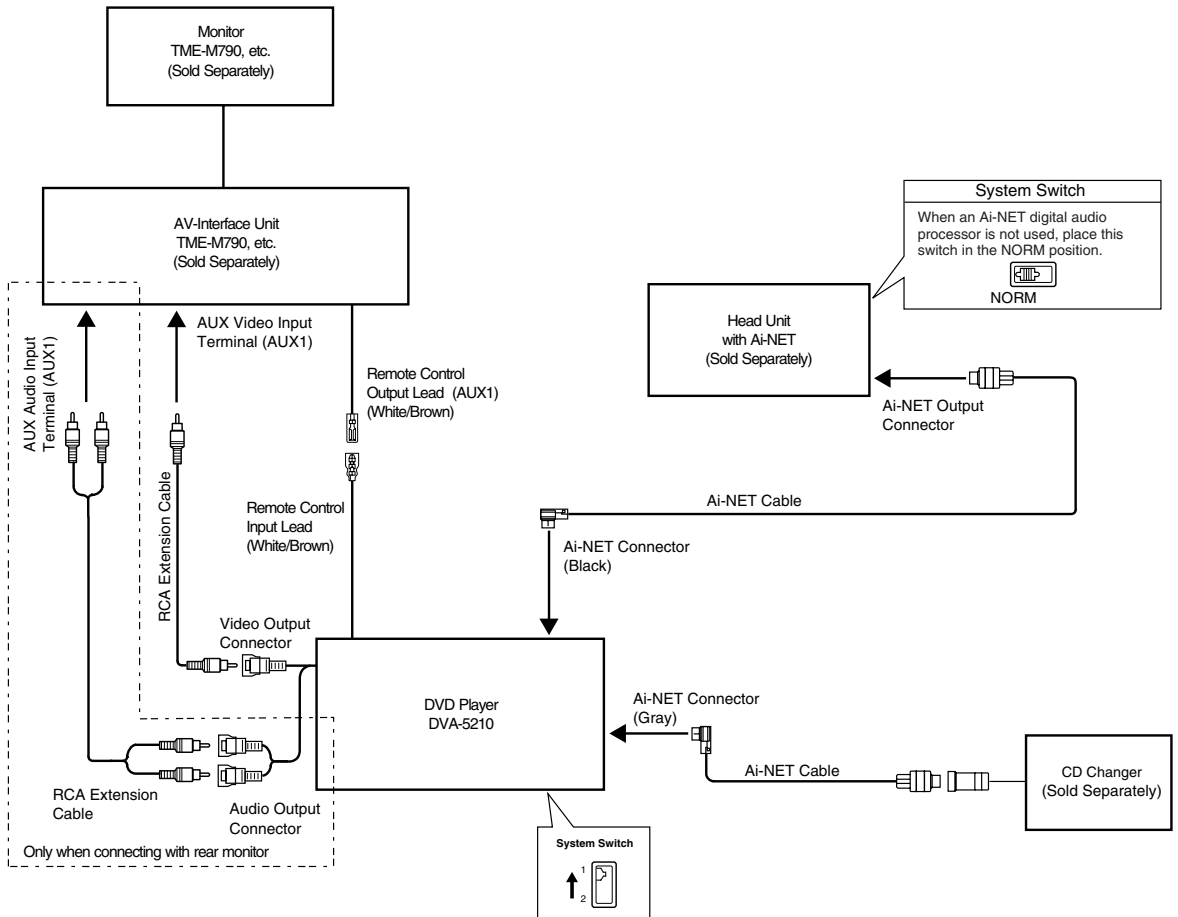 Monitor
TME-M790, etc.
(Sold Separately)
AV-Interface Unit
TME-M790, etc.
(Sold Separately)
System Switch
When an Ai-NET digital audio
processor is not used, place this
switch in the NORM position.
NORM
Head Unit
with Ai-NET
(Sold Separately)
AUX Audio Input
Terminal (AUX1)
AUX Video Input
Terminal (AUX1)
Remote Control
Output Lead (AUX1)
(White/Brown)
Ai-NET Output
Connector
RCA Extension Cable
Remote Control
Input Lead
(White/Brown)
Ai-NET Cable
Ai-NET Connector
(Black)
Video Output
Connector
DVD Player
DVA-5210
Ai-NET Connector
(Gray)
Ai-NET Cable
CD Changer
(Sold Separately)
RCA Extension
Cable
Audio Output
Connector
Only when connecting with rear monitor
System Switch
1
2